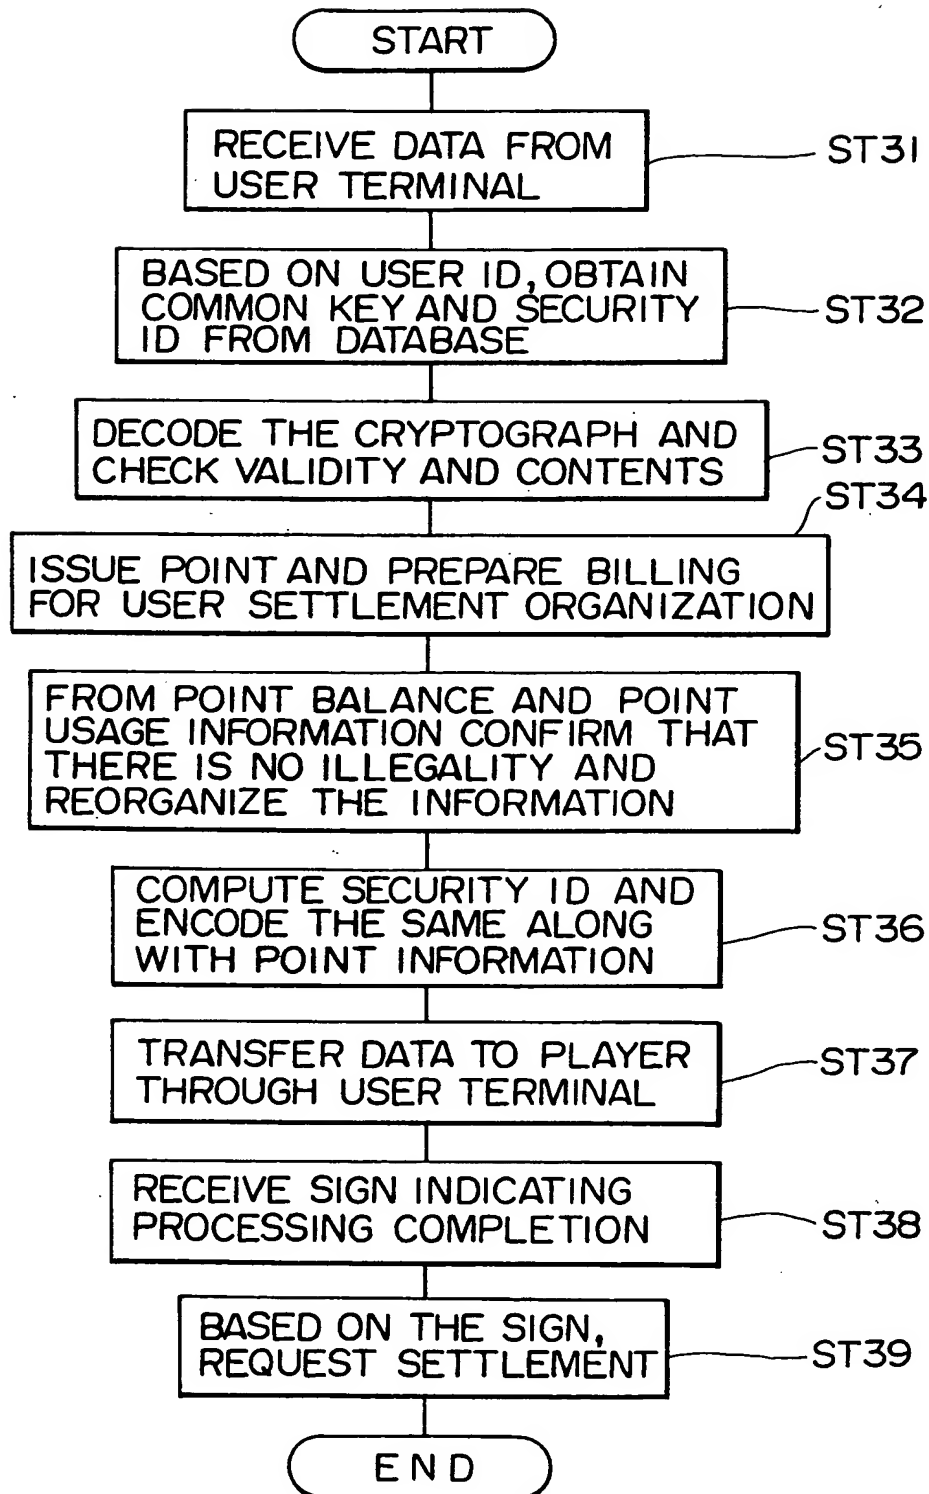 START
RECEIVE DATA FROM
USER TERMINAL
ST31
BASED ON USER ID, OBTAIN
COMMON KEY AND SECURITY
ID FROM DATABASE
ST32
DECODE THE CRYPTOGRAPH AND
CHECK VALIDITY AND CONTENTS
ST33
ST34
ISSUE POINT AND PREPARE BILLING
FOR USER SETTLEMENT ORGANIZATION
FROM POINT BALANCE AND POINT
USAGE INFORMATION CONFIRM THAT
THERE IS NO ILLEGALITY AND
REORGANIZE THE INFORMATION
ST35
COMPUTE SECURITY ID AND
ENCODE THE SAME ALONG
WITH POINT INFORMATION
ST36
TRANSFER DATA TO PLAYER
THROUGH USER TERMINAL
ST37
RECEIVE SIGN INDICATING
PROCESSING COMPLETION
ST38
BASED ON THE SIGN,
REQUEST SETTLEMENT
ST39
END